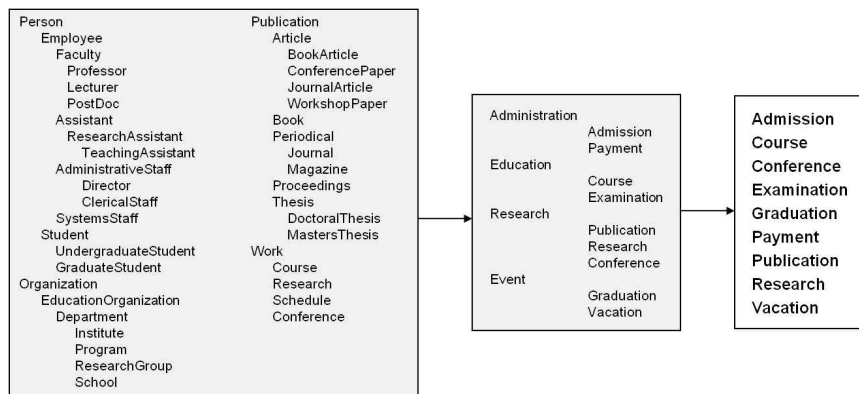 Person
Employee
Faculty
Professor
Lecturer
PostDoc
Assistant
ResearchAssistant
TeachingAssistant
AdministrativeStaff
Director
ClericalStaff
SystemsStaff
Student
UndergraduateStudent
GraduateStudent
Organization
EducationOrganization
Department
Institute
Program
ResearchGroup
School
Publication
Article
BookArticle
ConferencePaper
JournalArticle
WorkshopPaper
Book
Periodical
Journal
Magazine
Proceedings
Thesis
DoctoralThesis
MastersThesis
Work
Course
Research
Schedule
Conference
Administration
Admission
Payment
Education
Course
Examination
Research
Publication
Research
Conference
Event
Graduation
Vacation
Admission
Course
Conference
Examination
Graduation
Payment
Publication
Research
Vacation